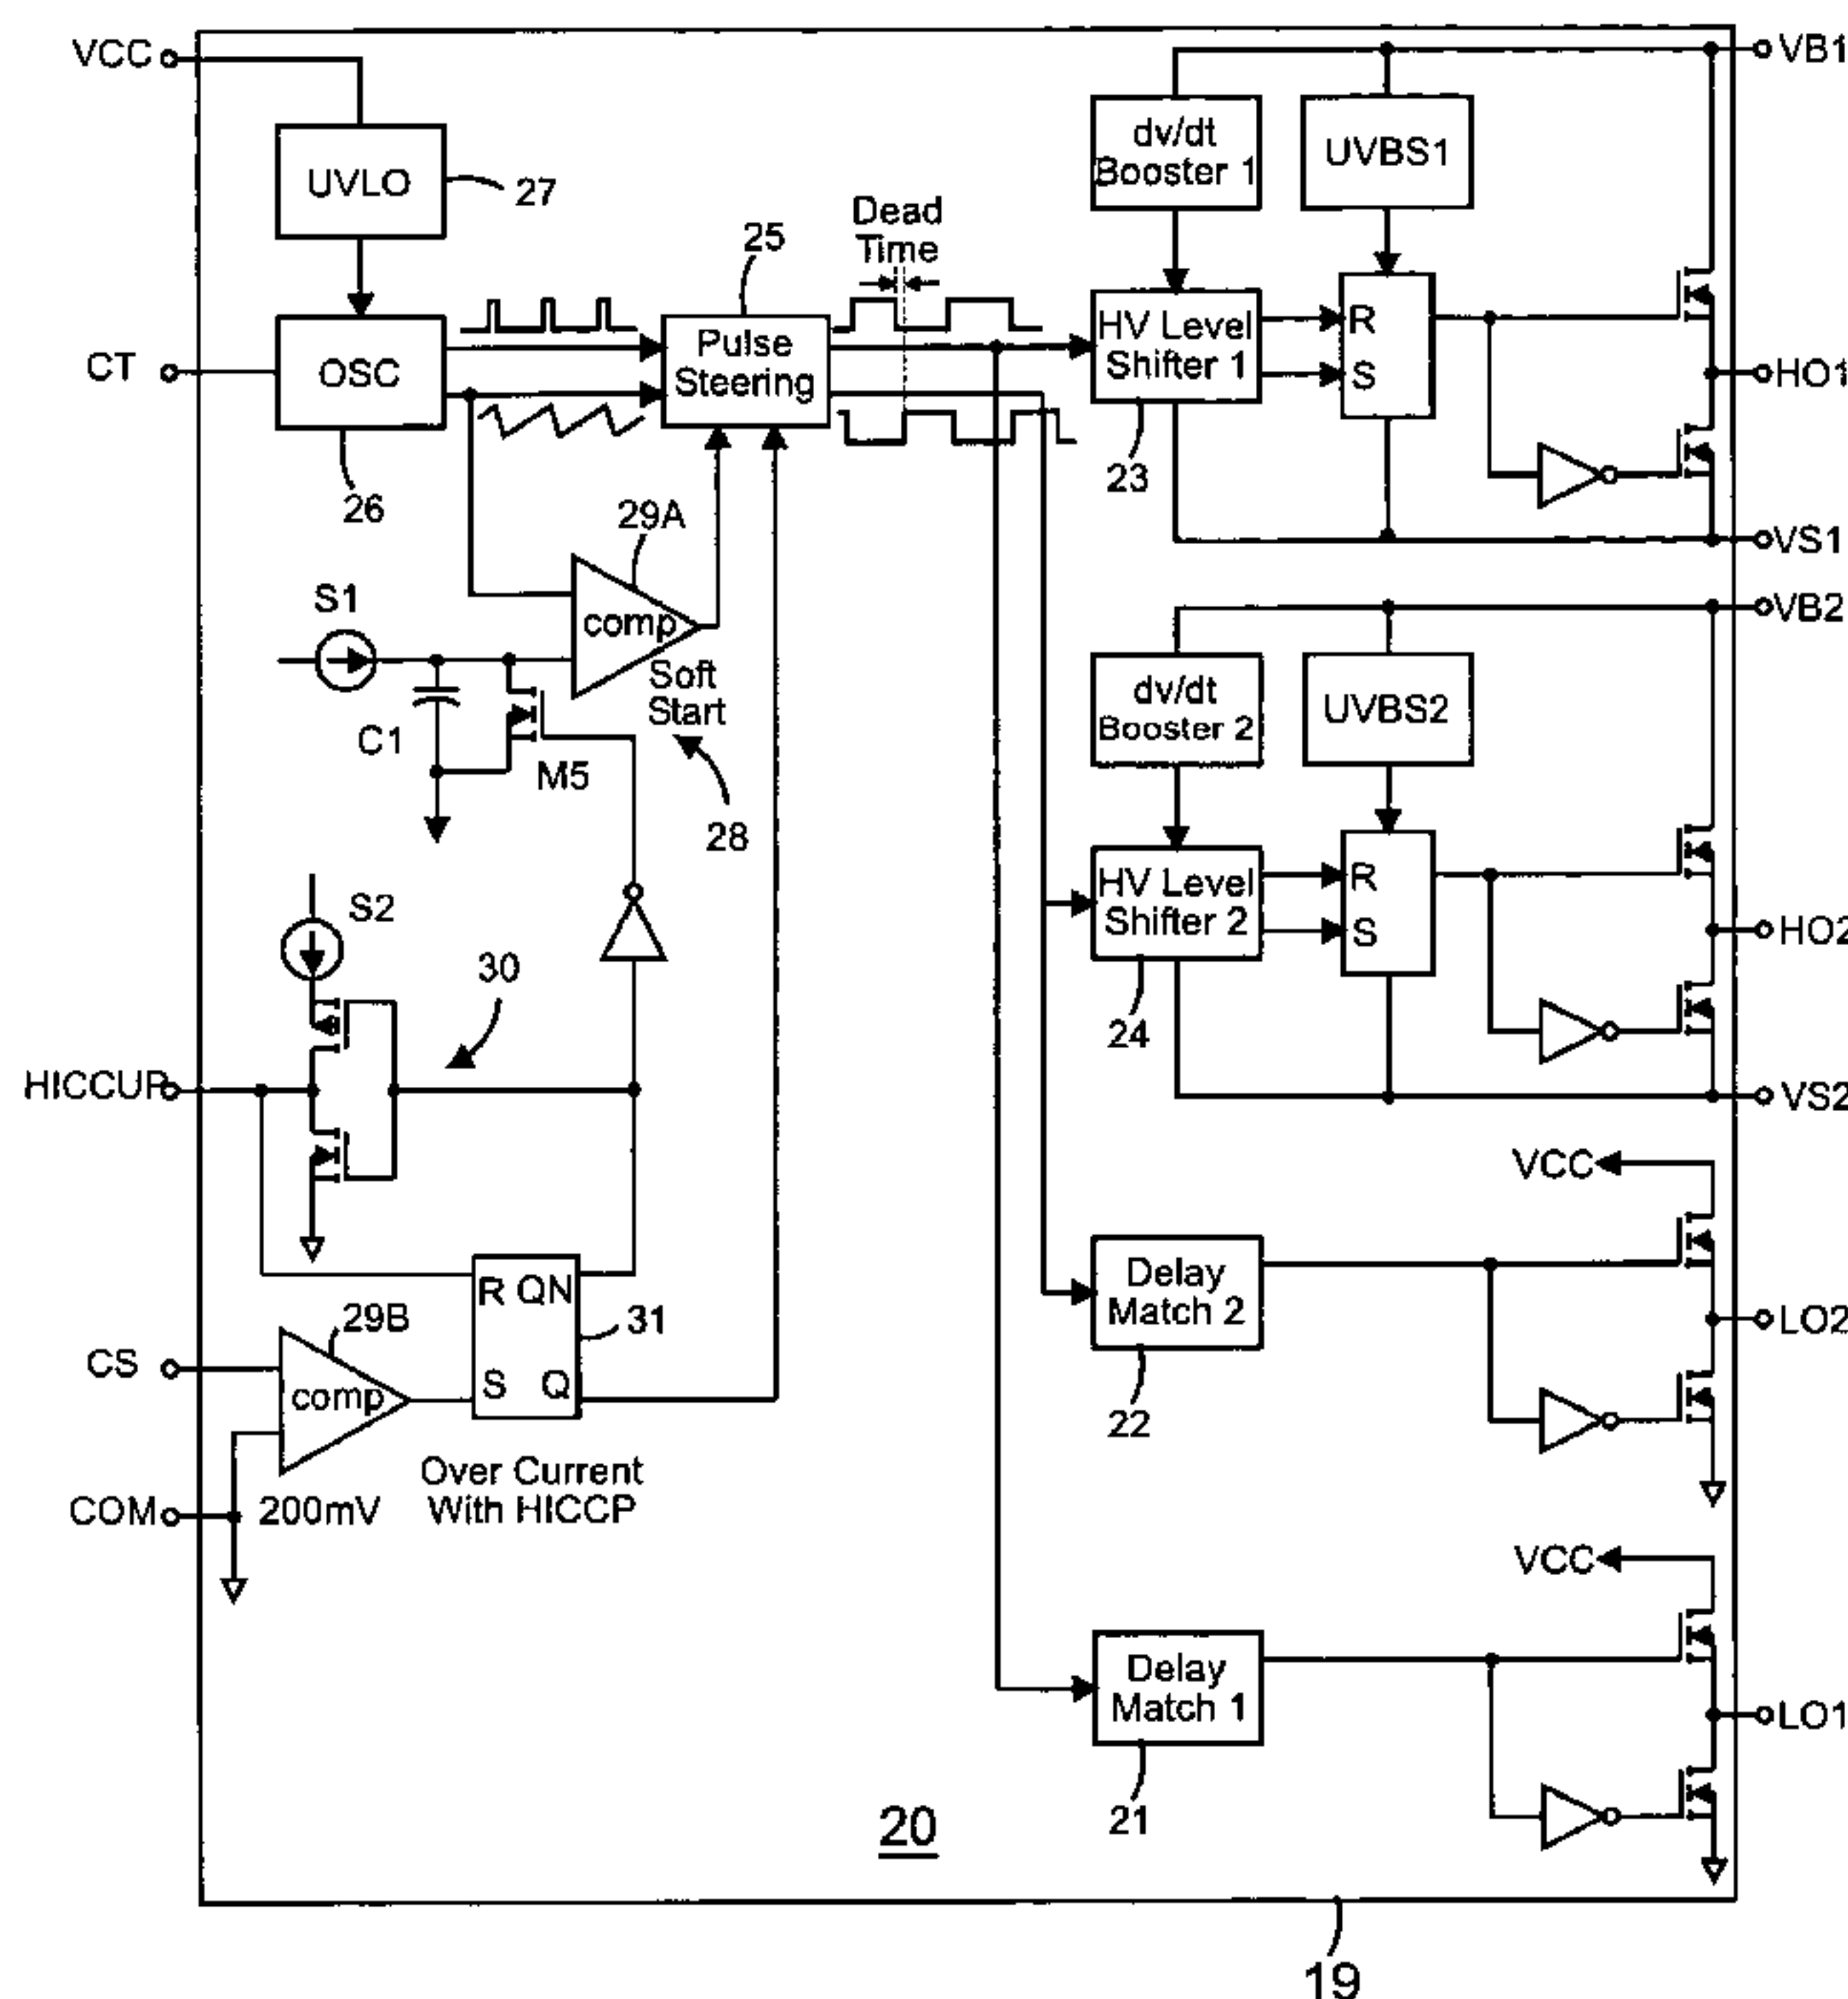 VCC
VB1
UVLO
27
dv/dt
Booster 1
UVBS1
Dead
Time
25
CT
OSC
26
Pulse
Steering
HV Level
Shifter 1
23
R
S
HO1
VS1
29A
comp
S1
C1
M5
Soft
Start
28
VB2
dv/dt
Booster 2
UVBS2
HV Level
Shifter 2
24
R
S
HO2
VS2
S2
30
HICCUP
R QN
S Q
31
29B
comp
CS
COM
200mV
Over Current
With HICCP
VCC
Delay
Match 2
22
LO2
VCC
Delay
Match 1
21
LO1
20
19